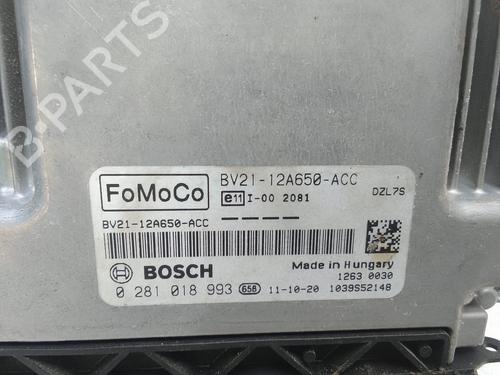 B-PARTS
FoMoCo
BV21-12A650-ACC
e11 I-00 2081
DZL7S
BV21-12A650-ACC
BOSCH
Made in Hungary
1263 0030
0 281 018 993 658 11-10-20 1039S52148